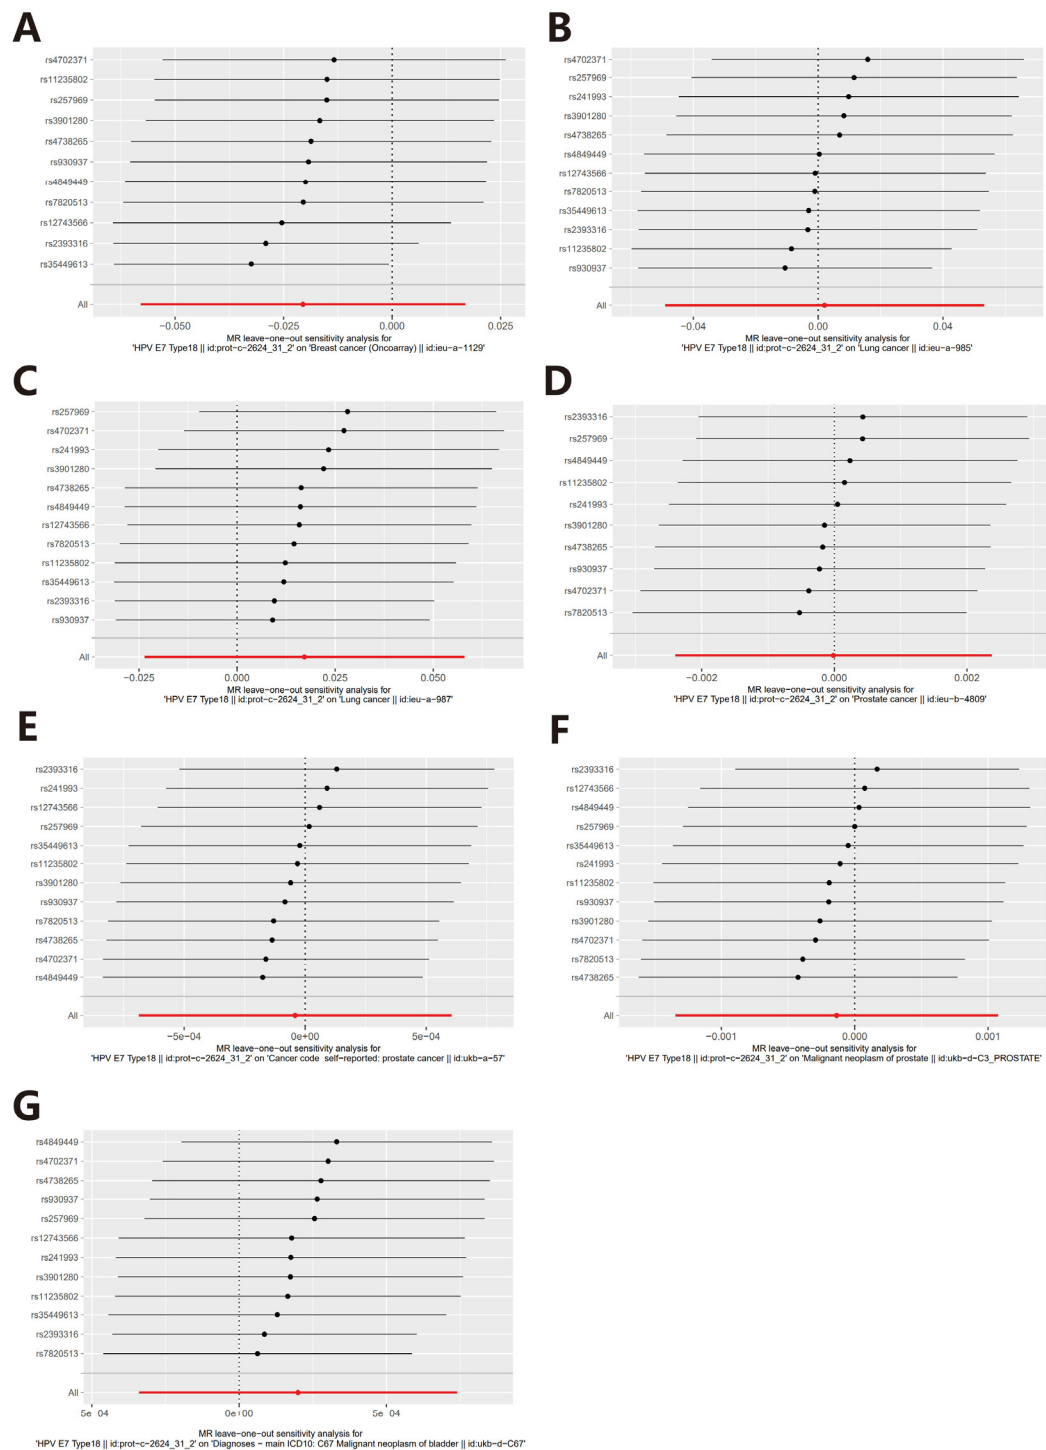 A
rs4702371
rs11235802
rs257969
rs3901280
rs4738265
rs930937
rs4849449
rs7820513
rs12743566
rs2393316
rs35449613
All
−0.050 −0.025 0.000 0.025
MR leave−one−out sensitivity analysis for
'HPV E7 Type18 || id:prot−c−2624_31_2' on 'Breast cancer (Oncoarray) || id:ieu−a−1129'
B
rs4702371
rs257969
rs241993
rs3901280
rs4738265
rs4849449
rs12743566
rs7820513
rs35449613
rs2393316
rs11235802
rs930937
All
−0.04 0.00 0.04
MR leave−one−out sensitivity analysis for
'HPV E7 Type18 || id:prot−c−2624_31_2' on 'Lung cancer || id:ieu−a−985'
C
rs257969
rs4702371
rs241993
rs3901280
rs4738265
rs4849449
rs12743566
rs7820513
rs11235802
rs35449613
rs2393316
rs930937
All
−0.025 0.000 0.025 0.050
MR leave−one−out sensitivity analysis for
'HPV E7 Type18 || id:prot−c−2624_31_2' on 'Lung cancer || id:ieu−a−987'
D
rs2393316
rs257969
rs4849449
rs11235802
rs241993
rs3901280
rs4738265
rs930937
rs4702371
rs7820513
All
−0.002 0.000 0.002
MR leave−one−out sensitivity analysis for
'HPV E7 Type18 || id:prot−c−2624_31_2' on 'Prostate cancer || id:ieu−b−4809'
E
rs2393316
rs241993
rs12743566
rs257969
rs35449613
rs11235802
rs3901280
rs930937
rs7820513
rs4738265
rs4702371
rs4849449
All
−5e−04 0e+00 5e−04
MR leave−one−out sensitivity analysis for
'HPV E7 Type18 || id:prot−c−2624_31_2' on 'Cancer code self−reported: prostate cancer || id:ukb−a−57'
F
rs2393316
rs12743566
rs4849449
rs257969
rs35449613
rs241993
rs11235802
rs930937
rs3901280
rs4702371
rs7820513
rs4738265
All
−0.001 0.000 0.001
MR leave−one−out sensitivity analysis for
'HPV E7 Type18 || id:prot−c−2624_31_2' on 'Malignant neoplasm of prostate || id:ukb−d−C3_PROSTATE'
G
rs4849449
rs4702371
rs4738265
rs930937
rs257969
rs12743566
rs241993
rs3901280
rs11235802
rs35449613
rs2393316
rs7820513
All
5e−04 0e+00 5e−04
MR leave−one−out sensitivity analysis for
'HPV E7 Type18 || id:prot−c−2624_31_2' on 'Diagnoses − main ICD10: C67 Malignant neoplasm of bladder || id:ukb−d−C67'